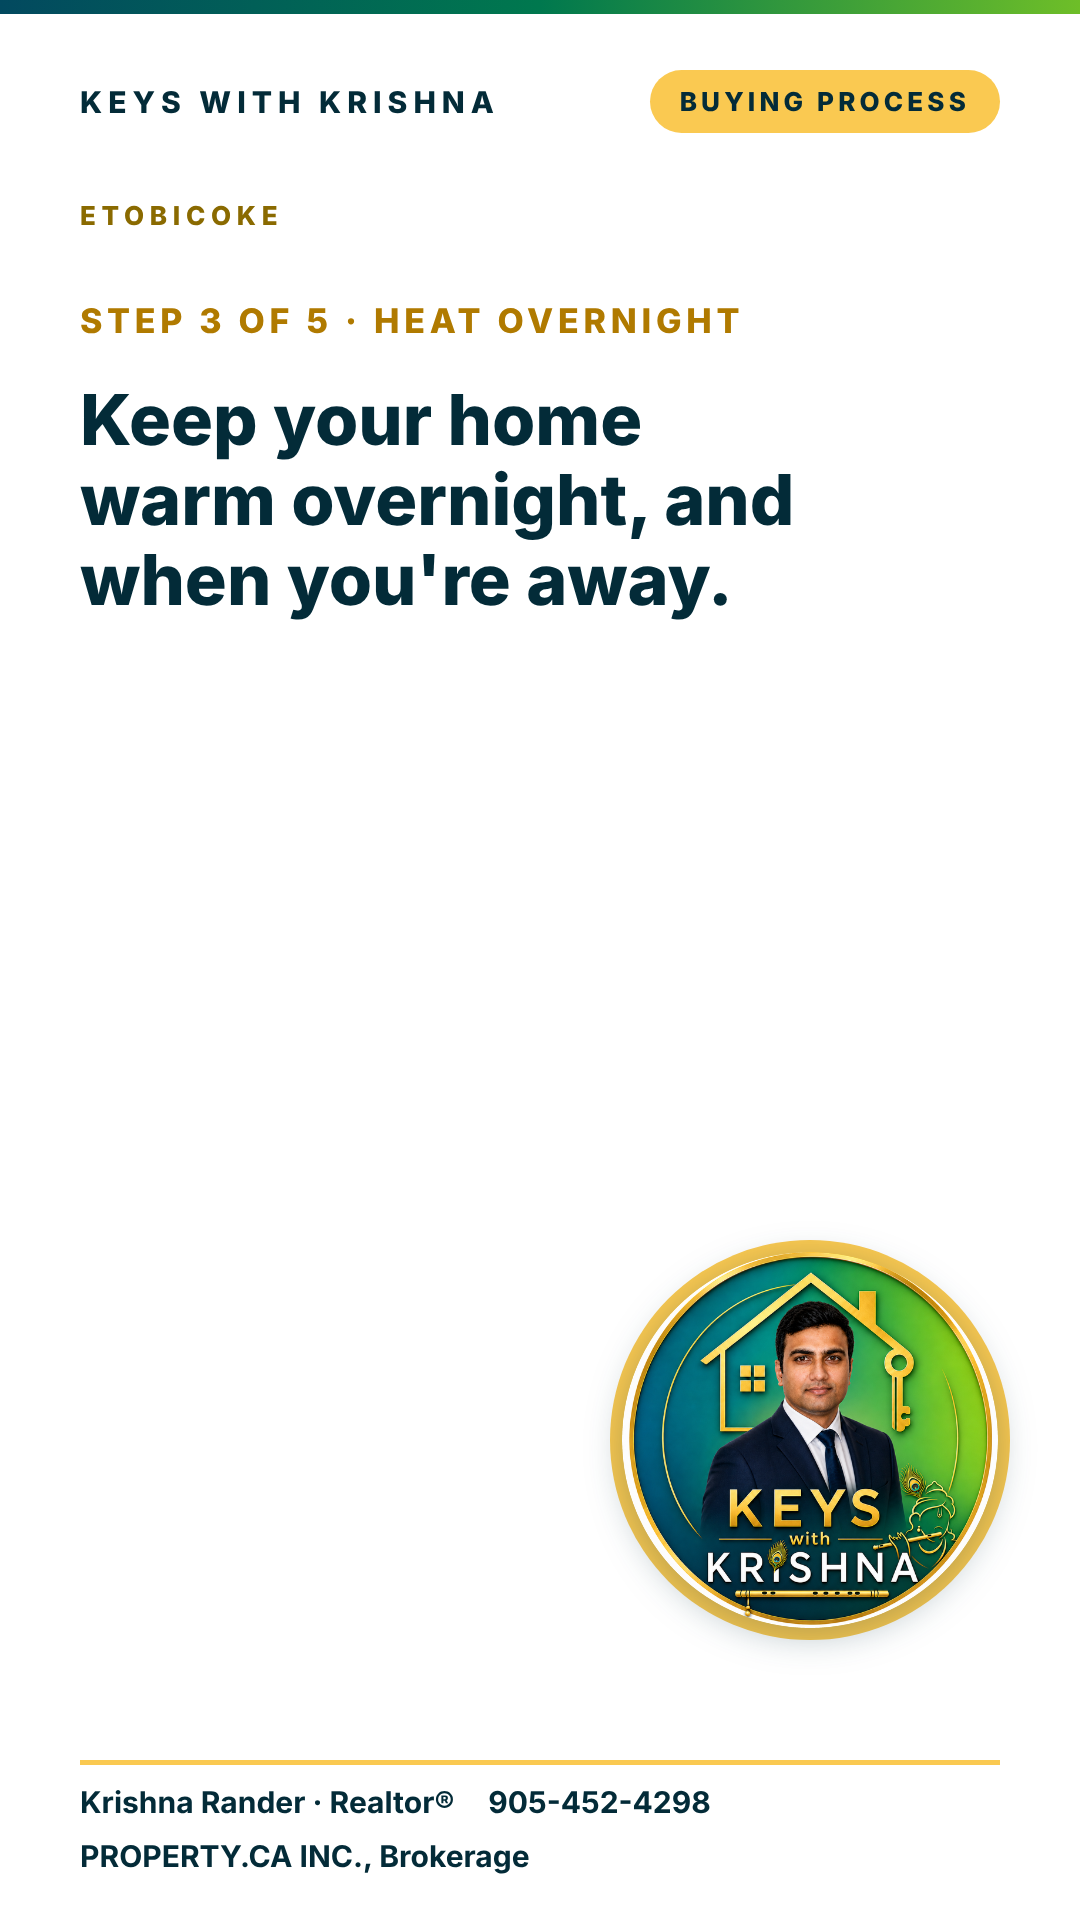 KEYS WITH KRISHNA
BUYING PROCESS
ETOBICOKE
STEP 3 OF 5 · HEAT OVERNIGHT
Keep your home
warm overnight, and
when you're away.
KEYS
with
KRISHNA
Krishna Rander · Realtor® 905-452-4298
PROPERTY.CA INC., Brokerage